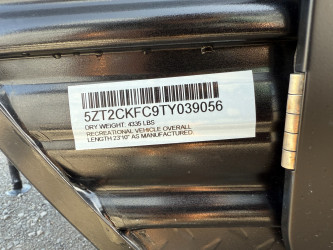 5ZT2CKFC9TY039056
DRY WEIGHT: 4335 LBS
RECREATIONAL VEHICLE OVERALL
LENGTH 23'10" AS MANUFACTURED